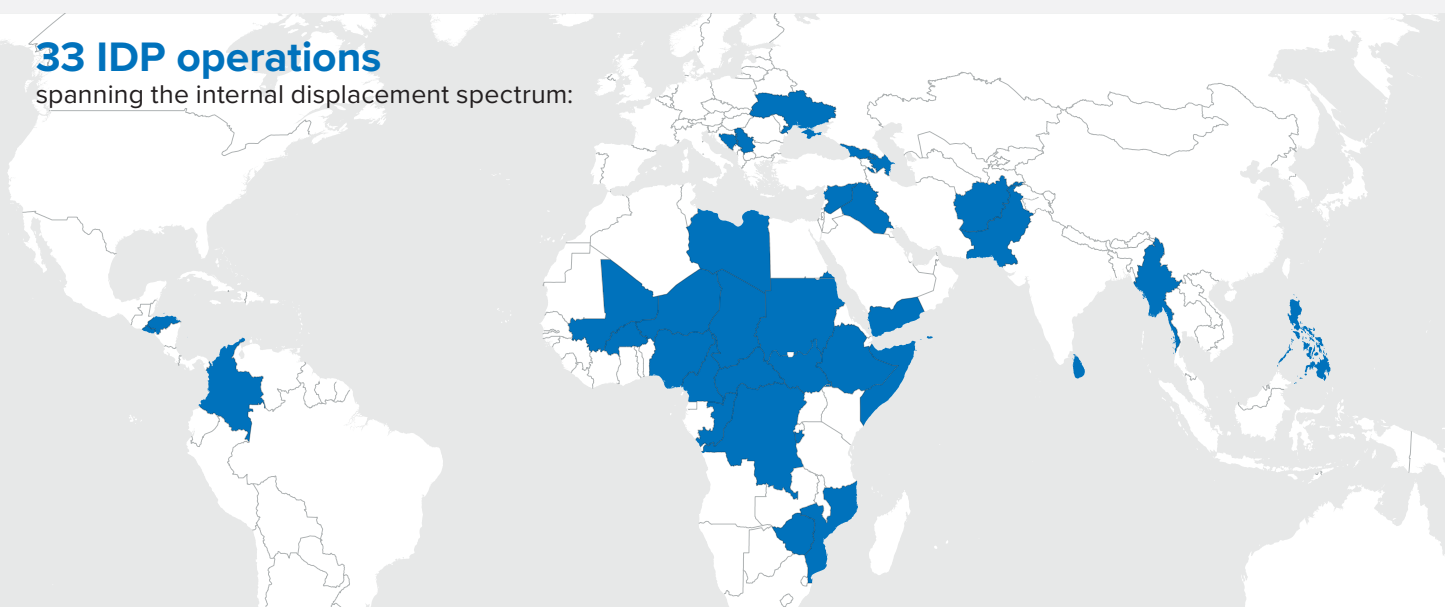 33 IDP operations
spanning the internal displacement spectrum: